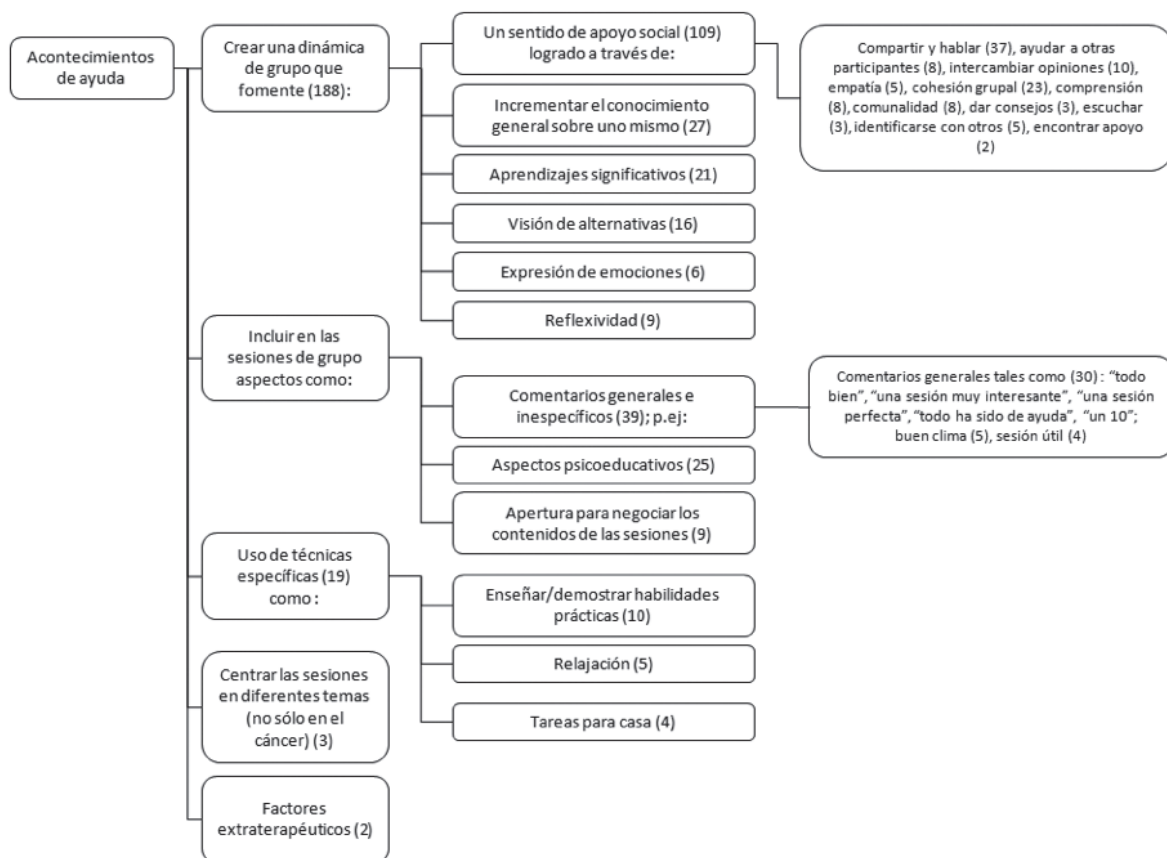 Acontecimientos
de ayuda
Crear una dinámica
de grupo que
fomente (188):
Un sentido de apoyo social (109)
logrado a través de:
Compartir y hablar (37), ayudar a otras
participantes (8), intercambiar opiniones (10),
empatía (5), cohesión grupal (23), comprensión
(8), comunalidad (8), dar consejos (3), escuchar
(3), identificarse con otros (5), encontrar apoyo
(2)
Incrementar el conocimiento
general sobre uno mismo (27)
Aprendizajes significativos (21)
Visión de alternativas (16)
Expresión de emociones (6)
Reflexividad (9)
Incluir en las
sesiones de grupo
aspectos como:
Comentarios generales e
inespecíficos (39); p.ej:
Comentarios generales tales como (30) : “todo
bien”, “una sesión muy interesante”, “una sesión
perfecta”, “todo ha sido de ayuda”, “un 10”;
buen clima (5), sesión útil (4)
Aspectos psicoeducativos (25)
Apertura para negociar los
contenidos de las sesiones (9)
Uso de técnicas
específicas (19)
como :
Enseñar/demostrar habilidades
prácticas (10)
Relajación (5)
Tareas para casa (4)
Centrar las sesiones
en diferentes temas
(no sólo en el
cáncer) (3)
Factores
extraterapéuticos (2)